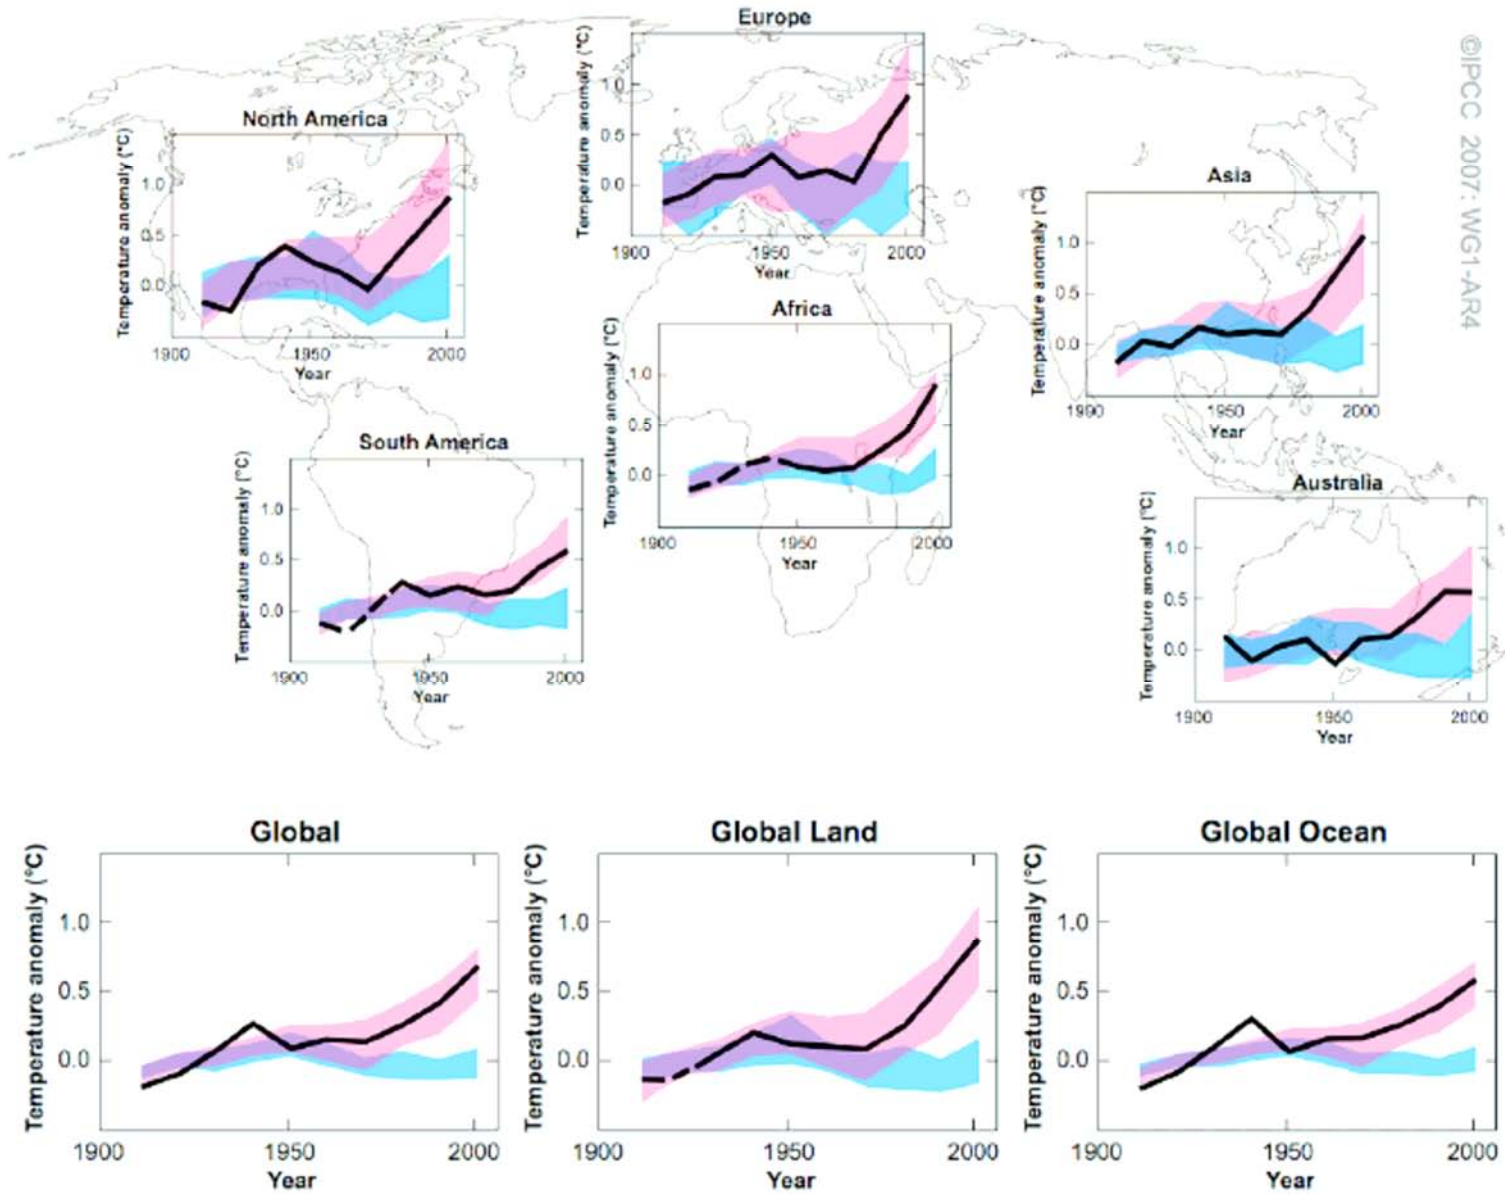 Europe
Temperature anomaly (°C)
1.0
0.5
0.0
1900
1950
2000
Year
©IPCC 2007: WG1-AR4
North America
Temperature anomaly (°C)
1.0
0.5
0.0
1900
1950
2000
Year
Asia
Temperature anomaly (°C)
1.0
0.5
0.0
1990
1950
2000
Year
Africa
Temperature anomaly (°C)
1.0
0.5
0.0
1900
1950
2000
Year
South America
Temperature anomaly (°C)
1.0
0.5
0.0
1900
1950
2000
Year
Australia
Temperature anomaly (°C)
1.0
0.5
0.0
1900
1950
2000
Year
Global
Temperature anomaly (°C)
1.0
0.5
0.0
1900
1950
2000
Year
Global Land
Temperature anomaly (°C)
1.0
0.5
0.0
1900
1950
2000
Year
Global Ocean
Temperature anomaly (°C)
1.0
0.5
0.0
1900
1950
2000
Year